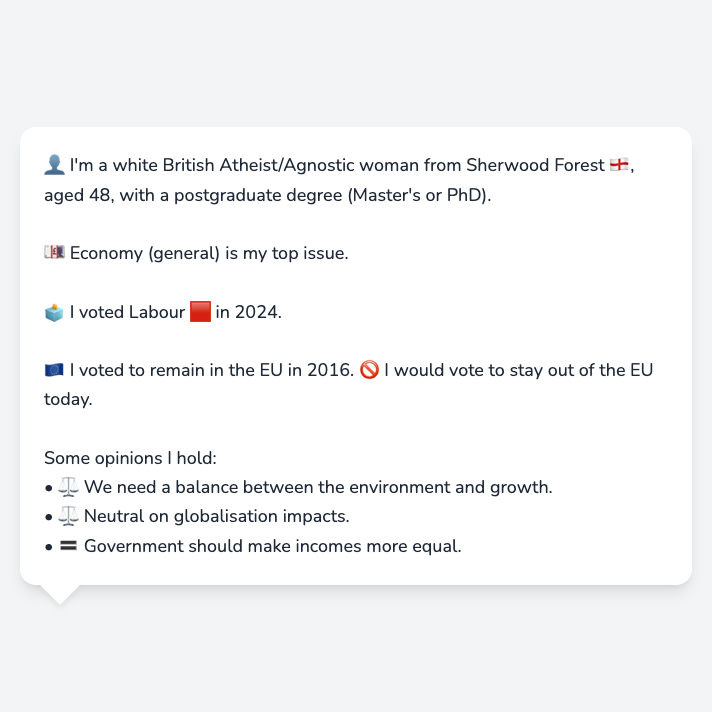 👤 I'm a white British Atheist/Agnostic woman from Sherwood Forest 🏴󠁧󠁢󠁥󠁮󠁧󠁿,
aged 48, with a postgraduate degree (Master's or PhD).
💷 Economy (general) is my top issue.
🗳️ I voted Labour 🟥 in 2024.
🇪🇺 I voted to remain in the EU in 2016. 🚫 I would vote to stay out of the EU
today.
Some opinions I hold:
• ⚖️ We need a balance between the environment and growth.
• ⚖️ Neutral on globalisation impacts.
• 🟰 Government should make incomes more equal.